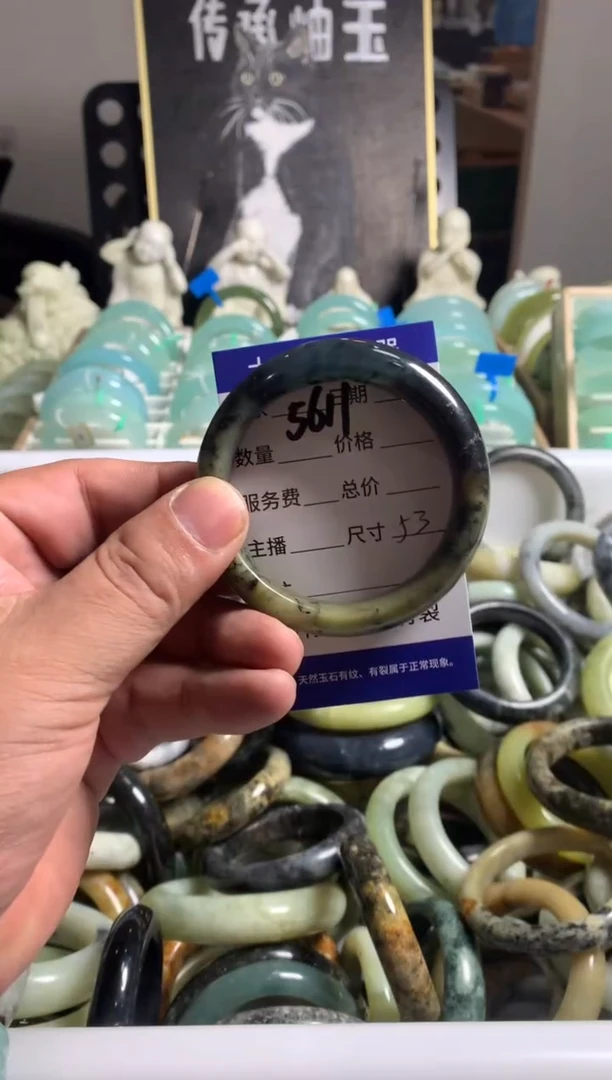 传承岫玉
5611 日期
数量 价格
服务费 总价
主播 尺寸 53
天然玉石有纹、有裂属于正常现象。